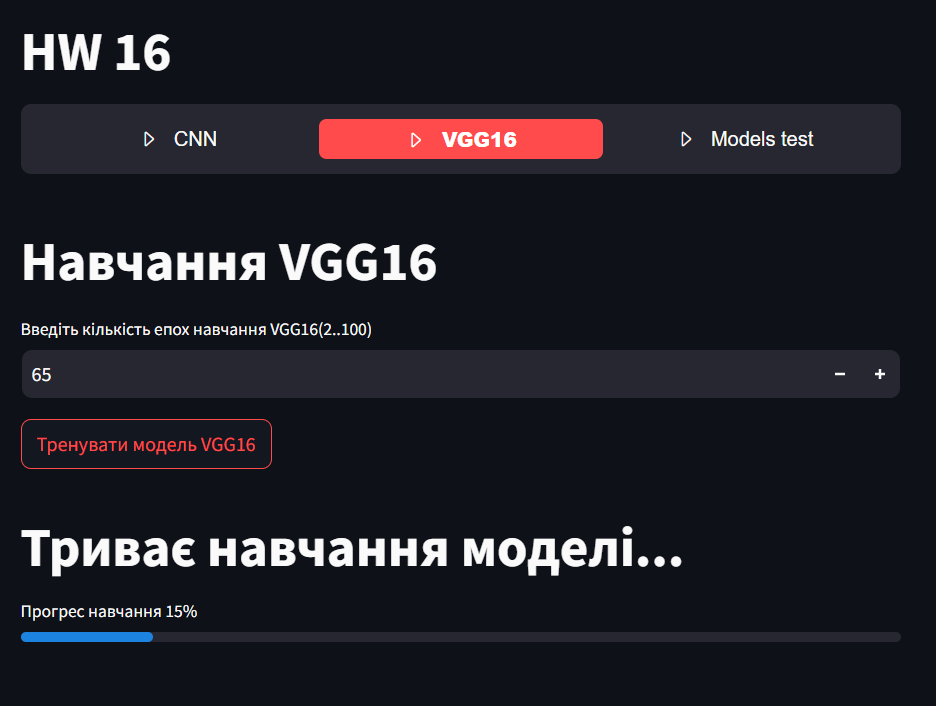 HW 16
CNN
VGG16
Models test
Навчання VGG16
Введіть кількість епох навчання VGG16(2..100)
65
Тренувати модель VGG16
Триває навчання моделі...
Прогрес навчання 15%